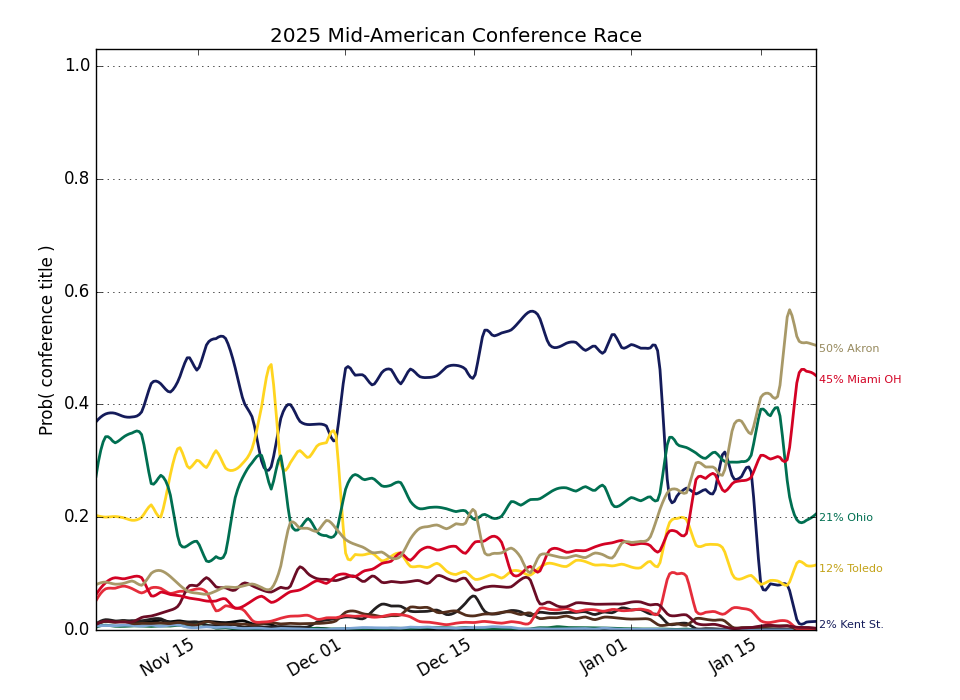 2025 Mid-American Conference Race
Prob( conference title )
1.0
0.8
0.6
0.4
0.2
0.0
50% Akron
45% Miami OH
21% Ohio
12% Toledo
2% Kent St.
Nov 15
Dec 01
Dec 15
Jan 01
Jan 15